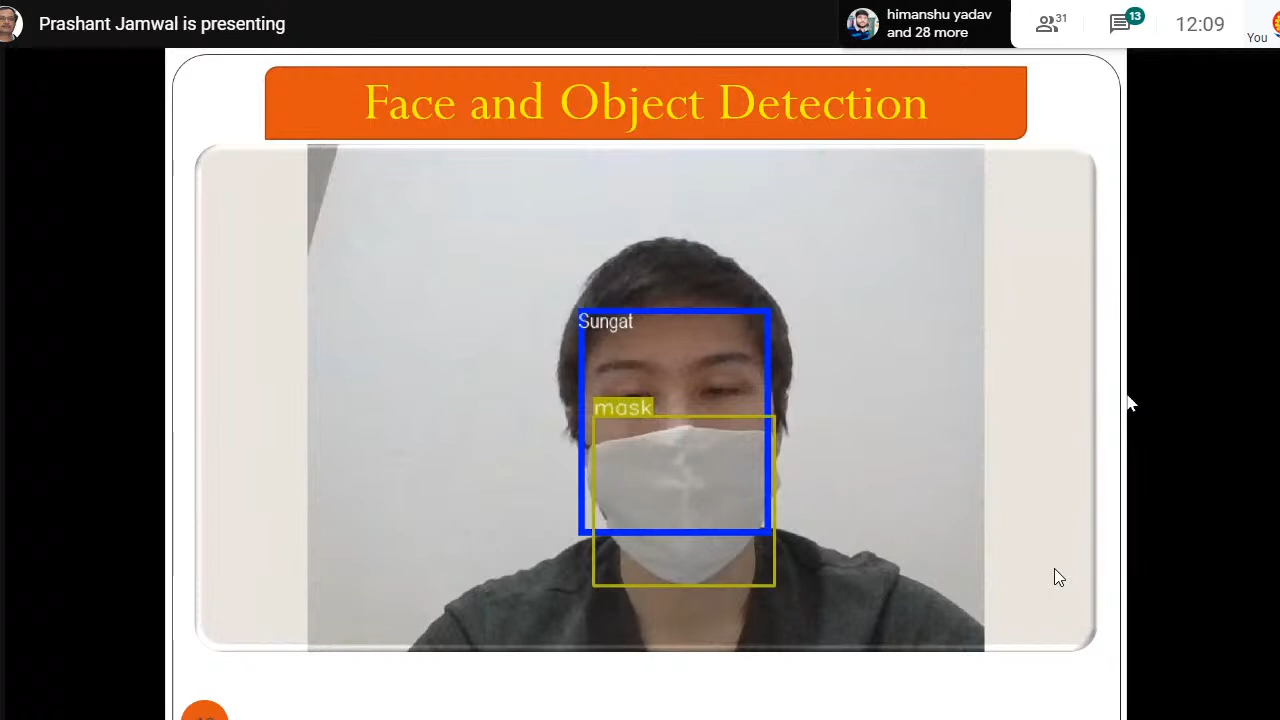 Prashant Jamwal is presenting
himanshu yadav
and 28 more
31
13
12:09
You
Face and Object Detection
Sungat
mask